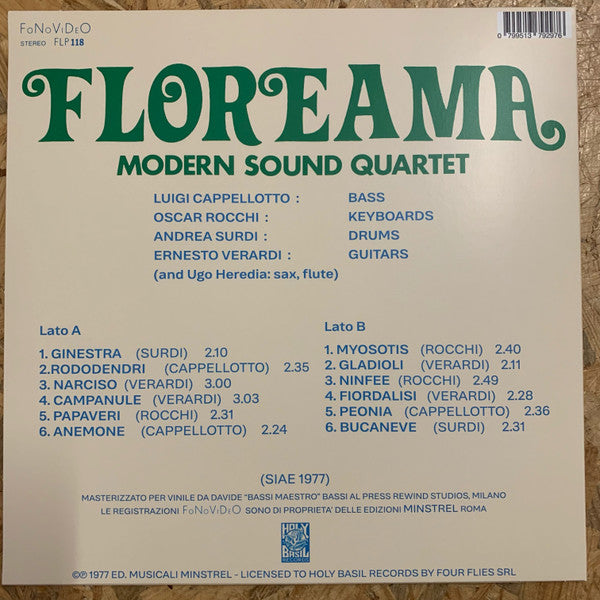 FoNoViDeO
STEREO FLP 118
0 799513 792976
FLOREAMA
MODERN SOUND QUARTET
LUIGI CAPPELLOTTO : BASS
OSCAR ROCCHI : KEYBOARDS
ANDREA SURDI : DRUMS
ERNESTO VERARDI : GUITARS
(and Ugo Heredia: sax, flute)
Lato A
1. GINESTRA (SURDI) 2.10
2.RODODENDRI (CAPPELLOTTO) 2.35
3. NARCISO (VERARDI) 3.00
4. CAMPANULE (VERARDI) 3.03
5. PAPAVERI (ROCCHI) 2.31
6. ANEMONE (CAPPELLOTTO) 2.24
Lato B
1. MYOSOTIS (ROCCHI) 2.40
2. GLADIOLI (VERARDI) 2.11
3. NINFEE (ROCCHI) 2.49
4. FIORDALISI (VERARDI) 2.28
5. PEONIA (CAPPELLOTTO) 2.36
6. BUCANEVE (SURDI) 2.31
(SIAE 1977)
MASTERIZZATO PER VINILE DA DAVIDE "BASSI MAESTRO" BASSI AL PRESS REWIND STUDIOS, MILANO
LE REGISTRAZIONI FoNoViDeO SONO DI PROPRIETA' DELLE EDIZIONI MINSTREL ROMA
HOLY
BASIL
RECORDS
©℗ 1977 ED. MUSICALI MINSTREL - LICENSED TO HOLY BASIL RECORDS BY FOUR FLIES SRL